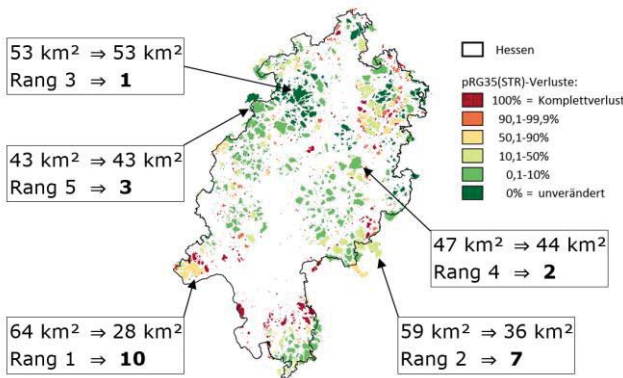 53 km² ⇒ 53 km²
Rang 3 ⇒ 1
43 km² ⇒ 43 km²
Rang 5 ⇒ 3
64 km² ⇒ 28 km²
Rang 1 ⇒ 10
Hessen
pRG35(STR)-Verluste:
100% = Komplettverlust
90,1-99,9%
50,1-90%
10,1-50%
0,1-10%
0% = unverändert
47 km² ⇒ 44 km²
Rang 4 ⇒ 2
59 km² ⇒ 36 km²
Rang 2 ⇒ 7